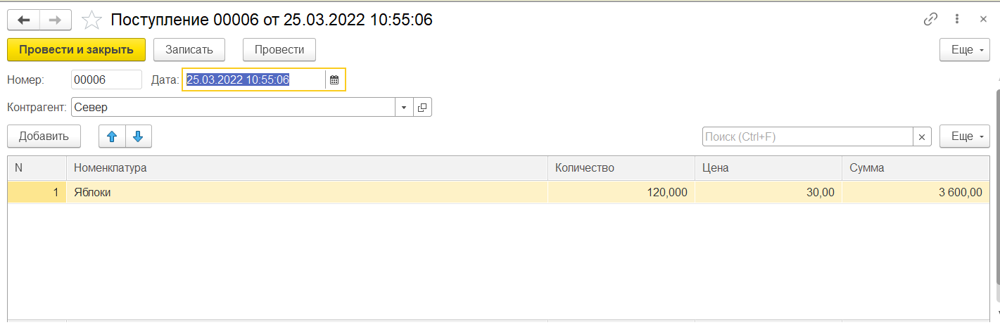 Поступление 00006 от 25.03.2022 10:55:06
Провести и закрыть Записать Провести Еще
Номер: 00006 Дата: 25.03.2022 10:55:06
Контрагент: Север
Добавить Поиск (Ctrl+F) × Еще
N Номенклатура Количество Цена Сумма
1 Яблоки 120,000 30,00 3 600,00